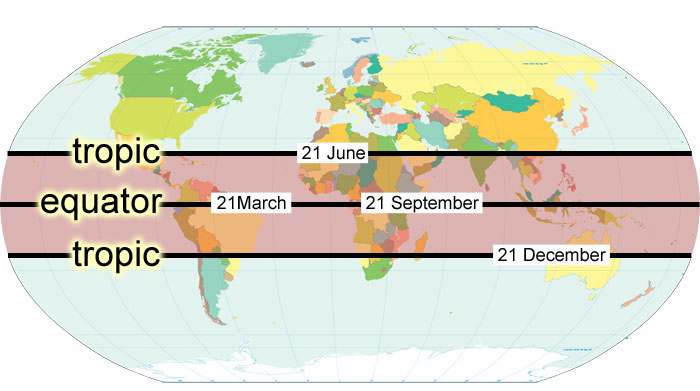 tropic
21 June
equator
21March
21 September
tropic
21 December